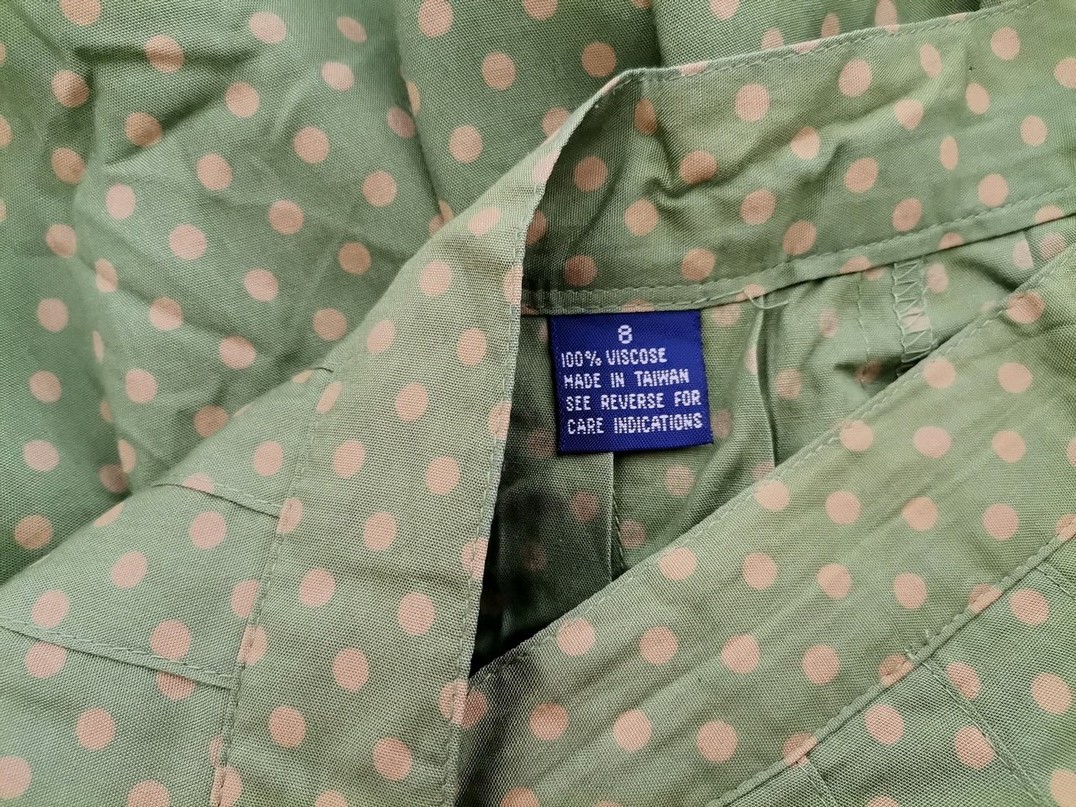 8
100% VISCOSE
MADE IN TAIWAN
SEE REVERSE FOR
CARE INDICATIONS